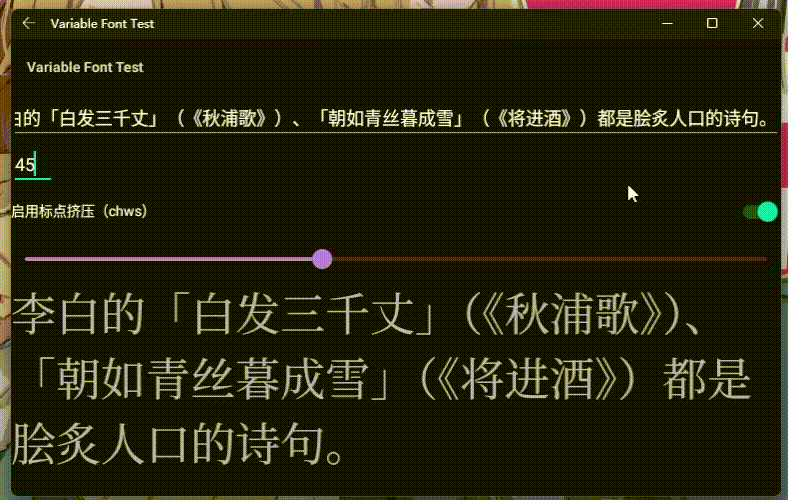 Variable Font Test
Variable Font Test
白的「白发三千丈」（《秋浦歌》）、「朝如青丝暮成雪」（《将进酒》）都是脍炙人口的诗句。
45
启用标点挤压（chws）
李白的「白发三千丈」（《秋浦歌》）、
「朝如青丝暮成雪」（《将进酒》）都是
脍炙人口的诗句。